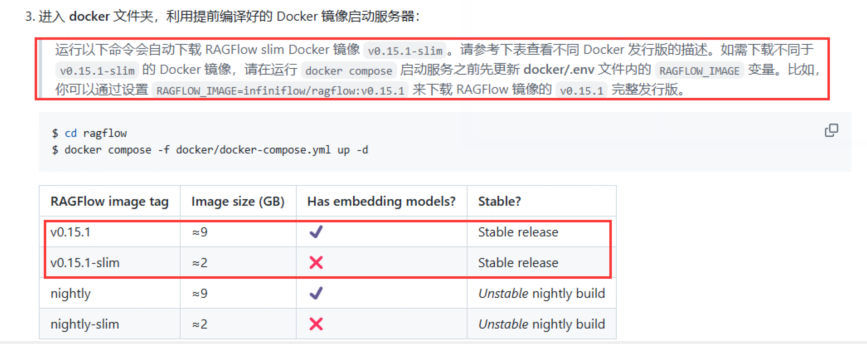 3. 进入 docker 文件夹，利用提前编译好的 Docker 镜像启动服务器：
运行以下命令会自动下载 RAGFlow slim Docker 镜像 v0.15.1-slim 。请参考下表查看不同 Docker 发行版的描述。如需下载不同于
v0.15.1-slim 的 Docker 镜像，请在运行 docker compose 启动服务之前先更新 docker/.env 文件内的 RAGFLOW_IMAGE 变量。比如，
你可以通过设置 RAGFLOW_IMAGE=infiniflow/ragflow:v0.15.1 来下载 RAGFlow 镜像的 v0.15.1 完整发行版。
$ cd ragflow
$ docker compose -f docker/docker-compose.yml up -d
RAGFlow image tag Image size (GB) Has embedding models? Stable?
v0.15.1 ≈9 ✔ Stable release
v0.15.1-slim ≈2 ❌ Stable release
nightly ≈9 ✔ Unstable nightly build
nightly-slim ≈2 ❌ Unstable nightly build